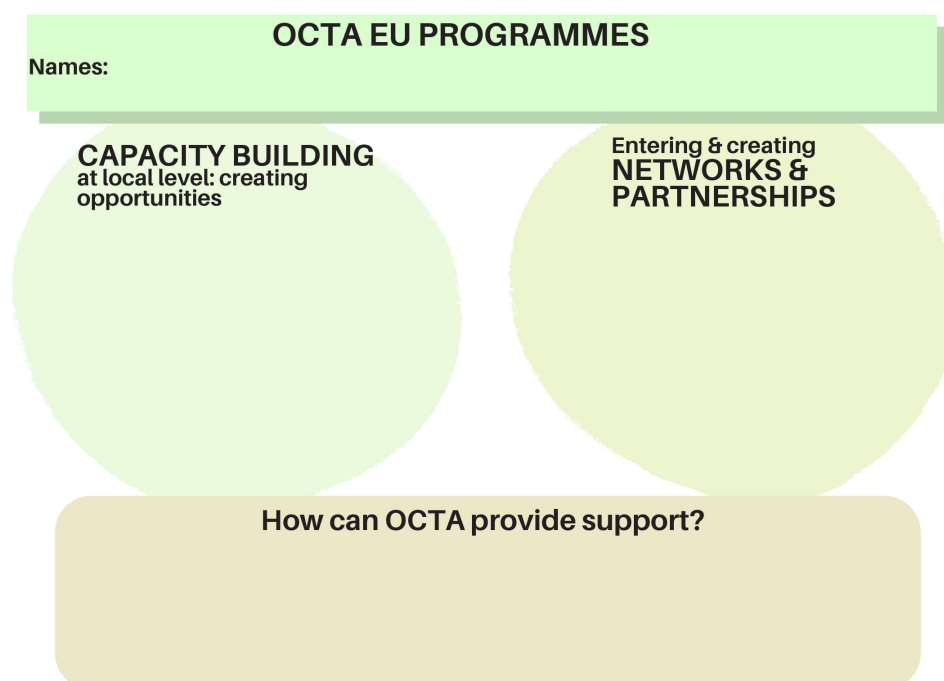 OCTA EU PROGRAMMES
Names:
CAPACITY BUILDING
at local level: creating
opportunities
Entering & creating
NETWORKS &
PARTNERSHIPS
How can OCTA provide support?